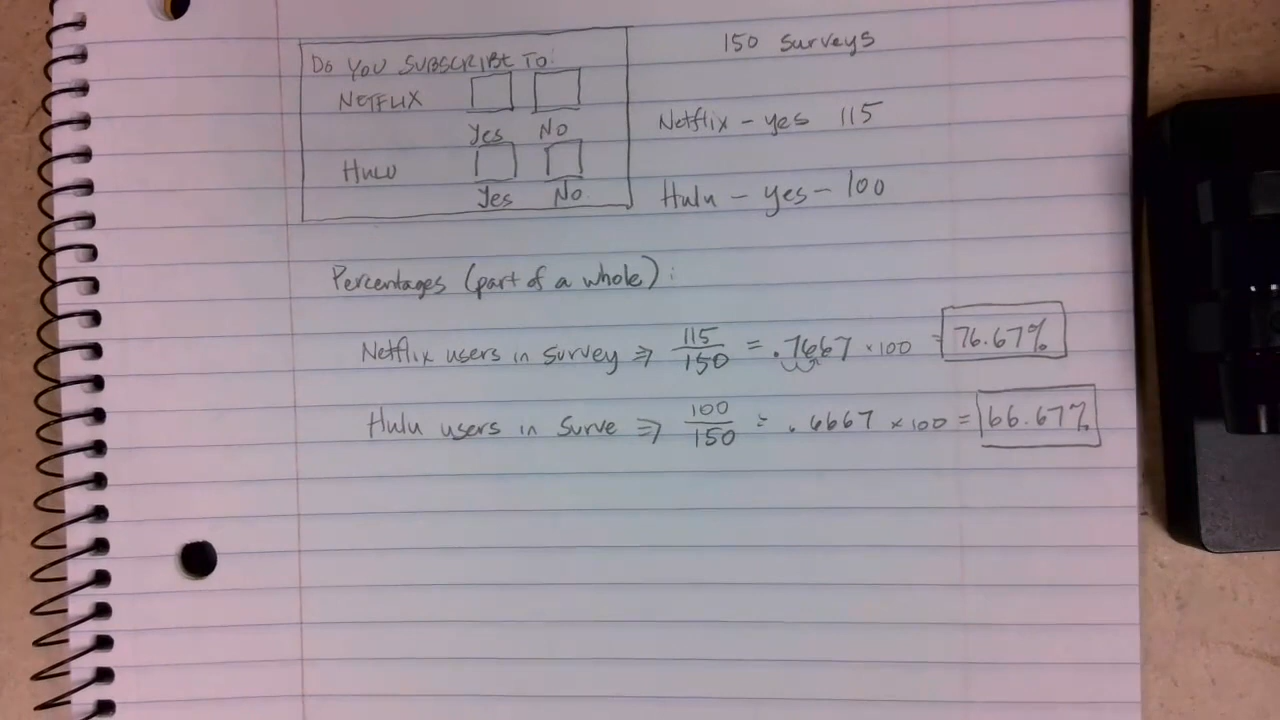 DO YOU SUBSCRIBE TO:
NETFLIX
Yes No
HULU
Yes No
150 surveys
Netflix - yes 115
Hulu - yes - 100
Percentages (part of a whole):
Netflix users in survey ⇒ 115/150 = .7667 × 100 = 76.67%
Hulu users in Surve ⇒ 100/150 = .6667 × 100 = 66.67%